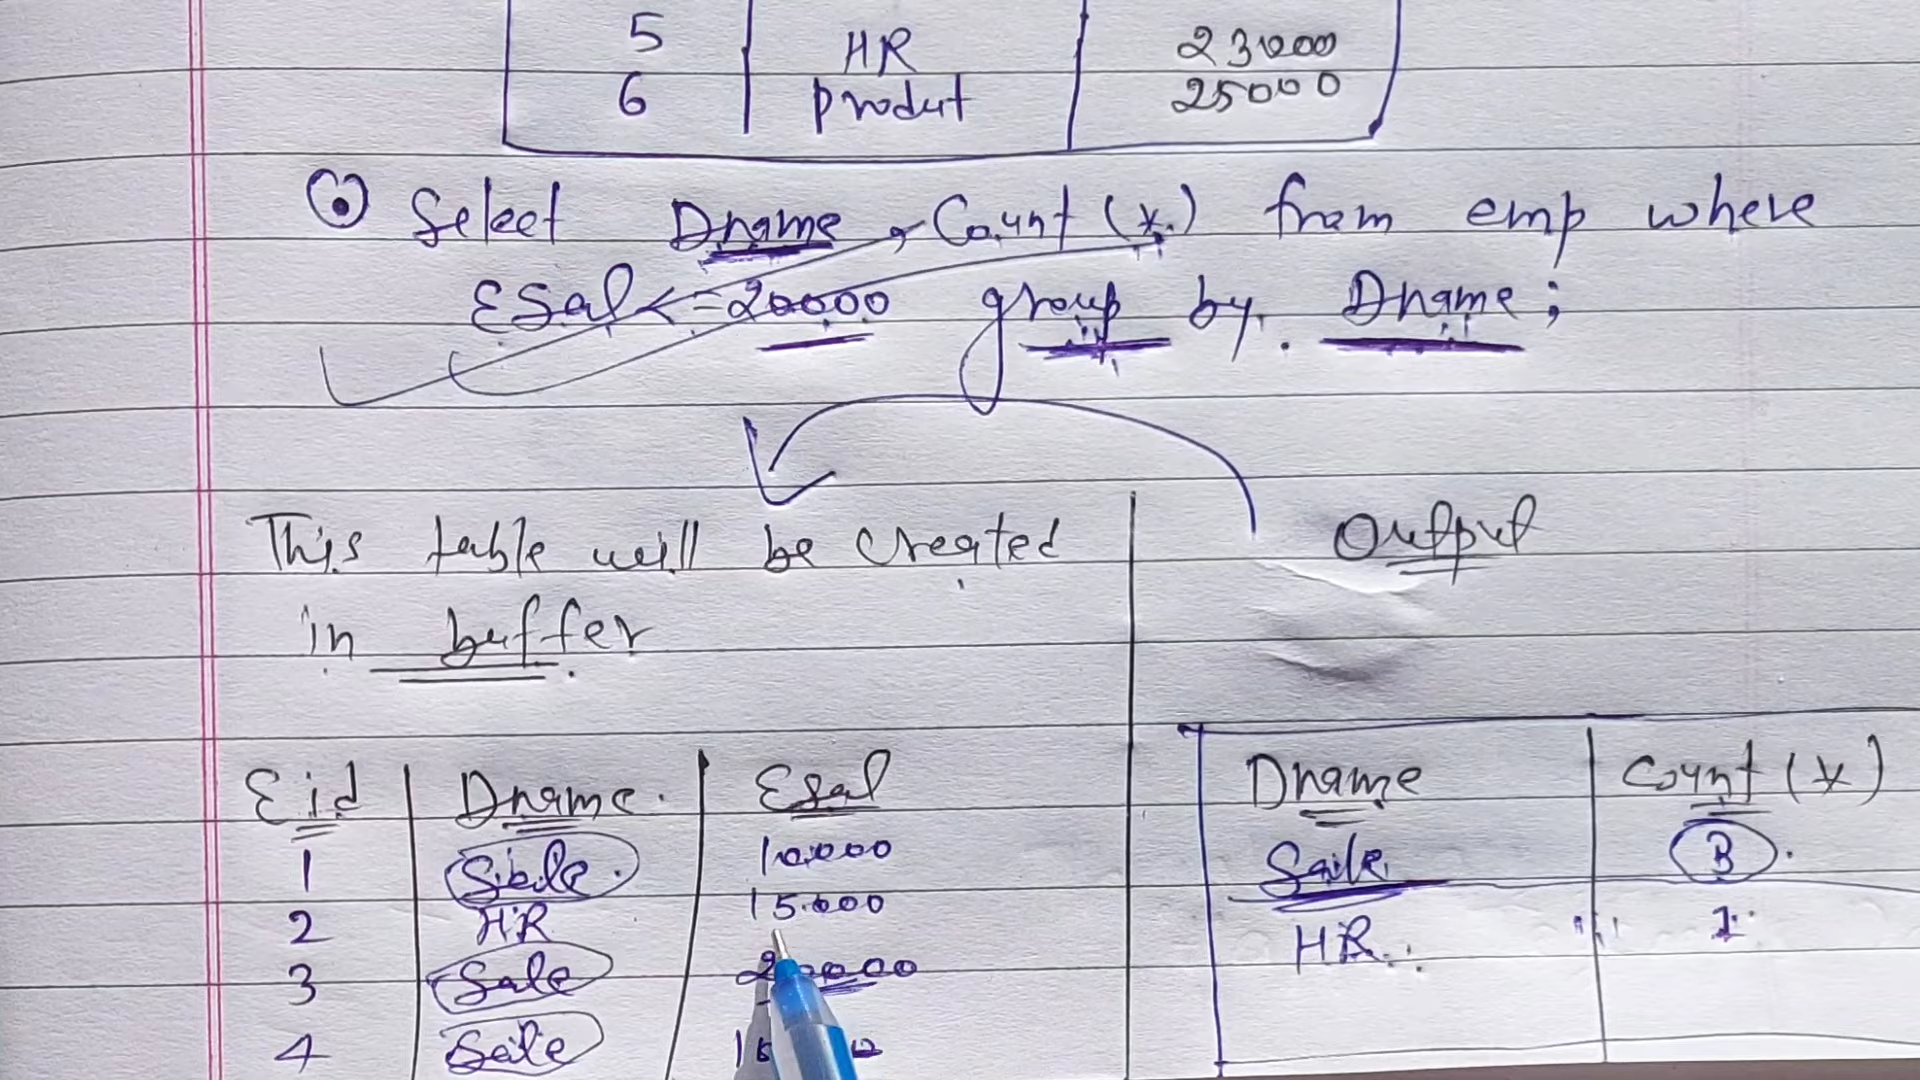 5 HR 23000
6 Produt 25000
Select Dname, Count (*) from emp where
ESal <= 20000 group by Dname;
This table will be created
in buffer
Output
Eid Dname Esal
1 Sale 10000
2 HR 15000
3 Sale 20000
4 Sale
Dname Count (*)
Sale 3
HR 1